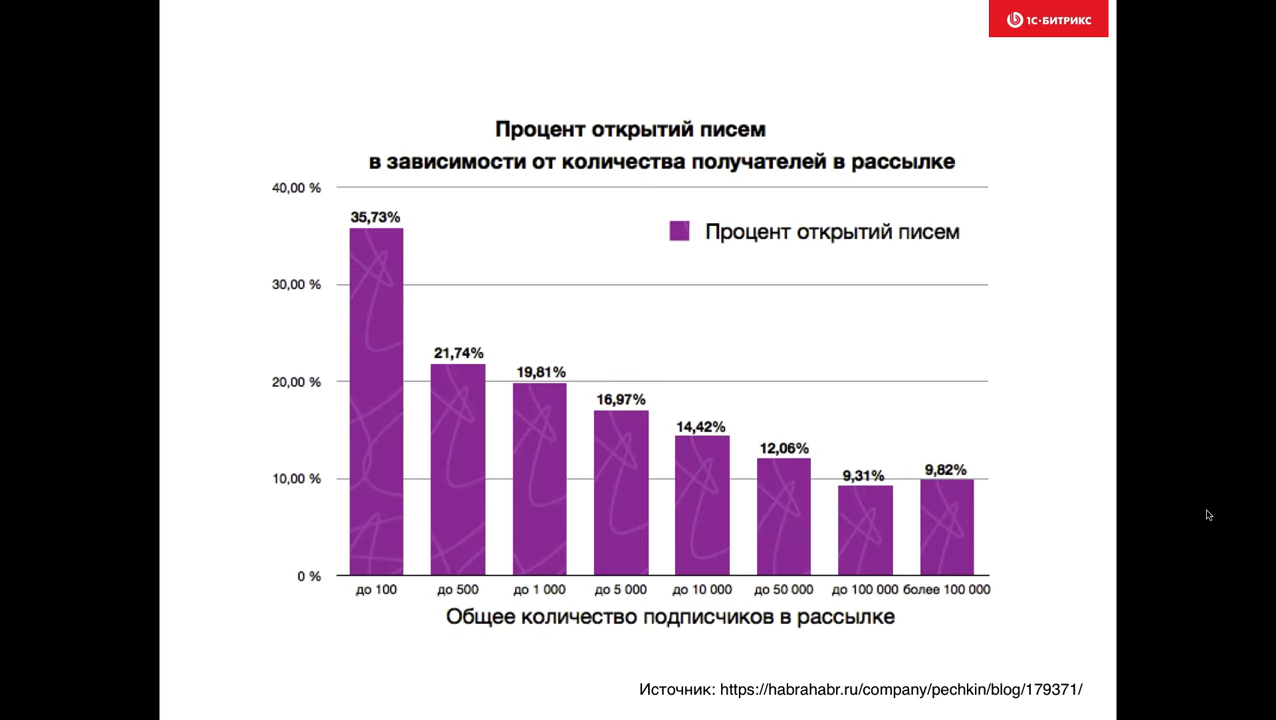 1С•БИТРИКС
Процент открытий писем
в зависимости от количества получателей в рассылке
40,00 %
35,73%
Процент открытий писем
30,00 %
21,74%
19,81%
20,00 %
16,97%
14,42%
12,06%
10,00 %
9,31%
9,82%
0 %
до 100
до 500
до 1 000
до 5 000
до 10 000
до 50 000
до 100 000
более 100 000
Общее количество подписчиков в рассылке
Источник: https://habrahabr.ru/company/pechkin/blog/179371/